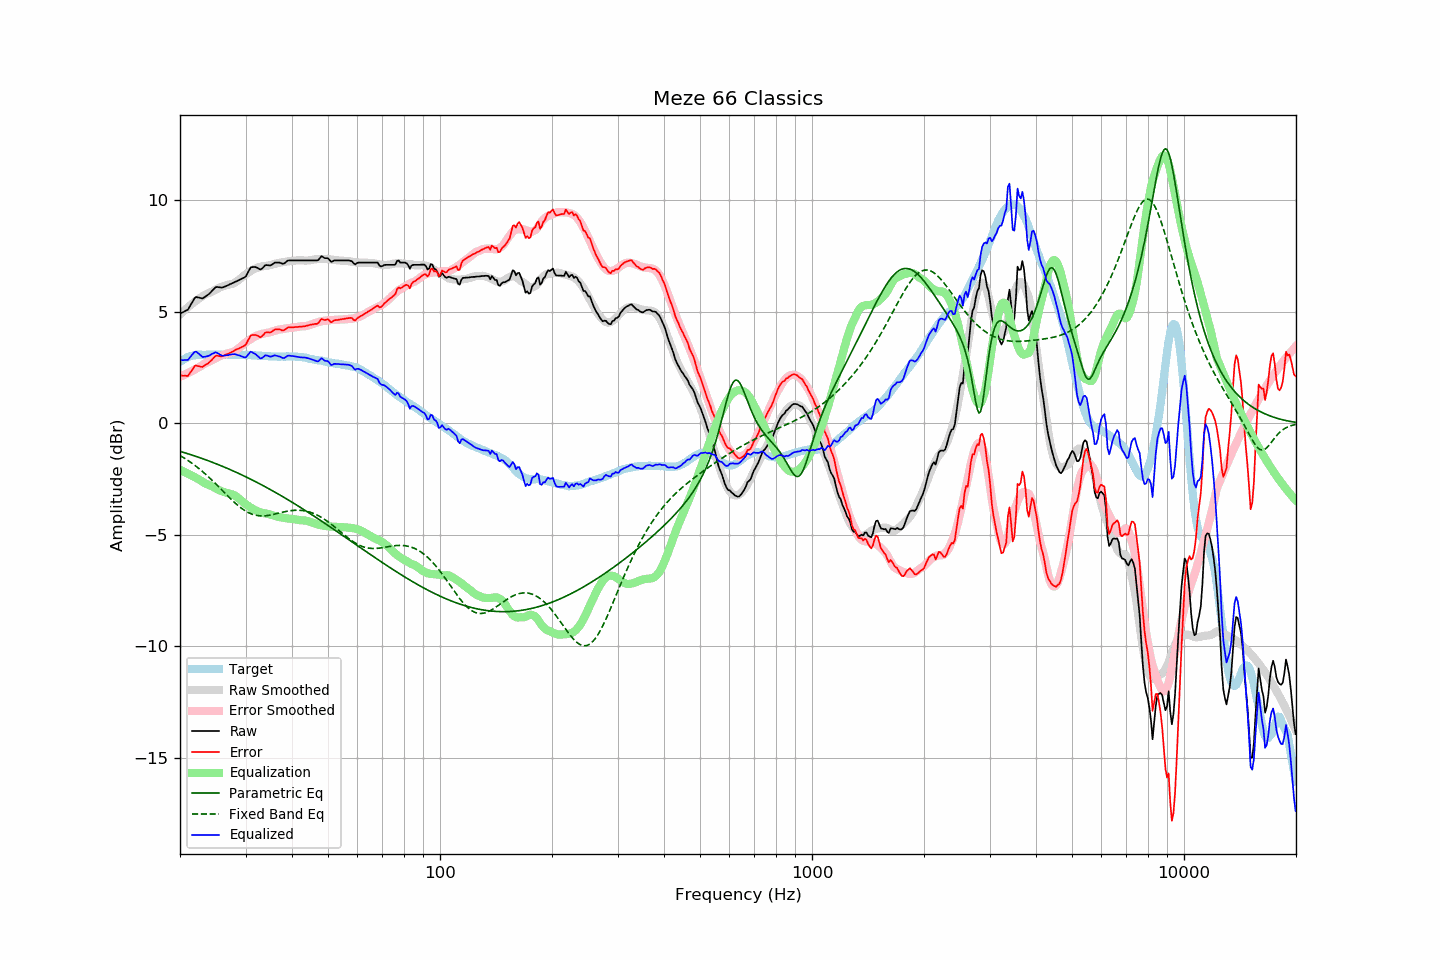 Meze 66 Classics
Amplitude (dBr)
10
5
0
−5
−10
−15
Target
Raw Smoothed
Error Smoothed
Raw
Error
Equalization
Parametric Eq
Fixed Band Eq
Equalized
100
1000
10000
Frequency (Hz)